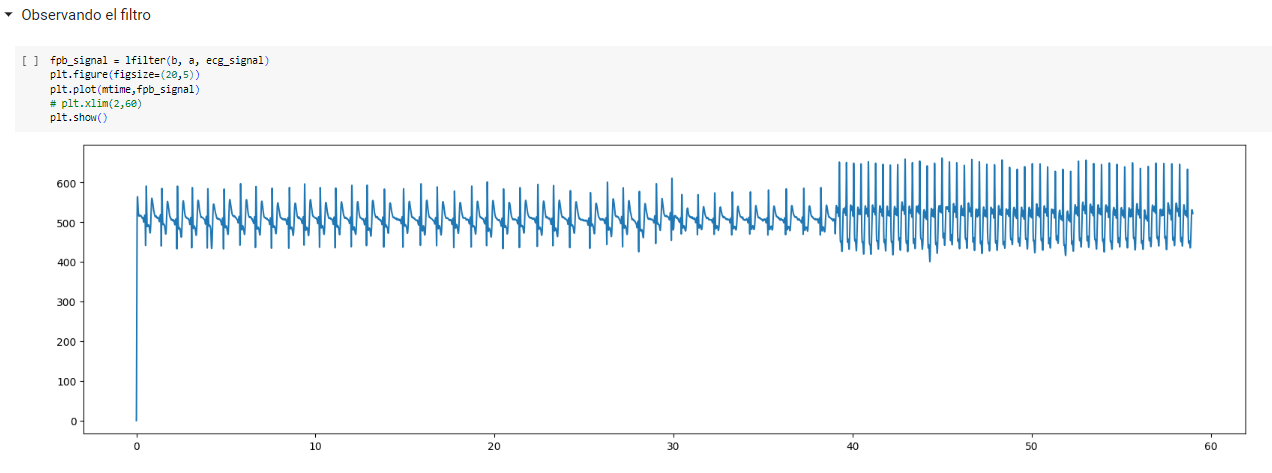 Observando el filtro
[ ] fpb_signal = lfilter(b, a, ecg_signal)
plt.figure(figsize=(20,5))
plt.plot(mtime,fpb_signal)
# plt.xlim(2,60)
plt.show()
600
500
400
300
200
100
0
0 10 20 30 40 50 60